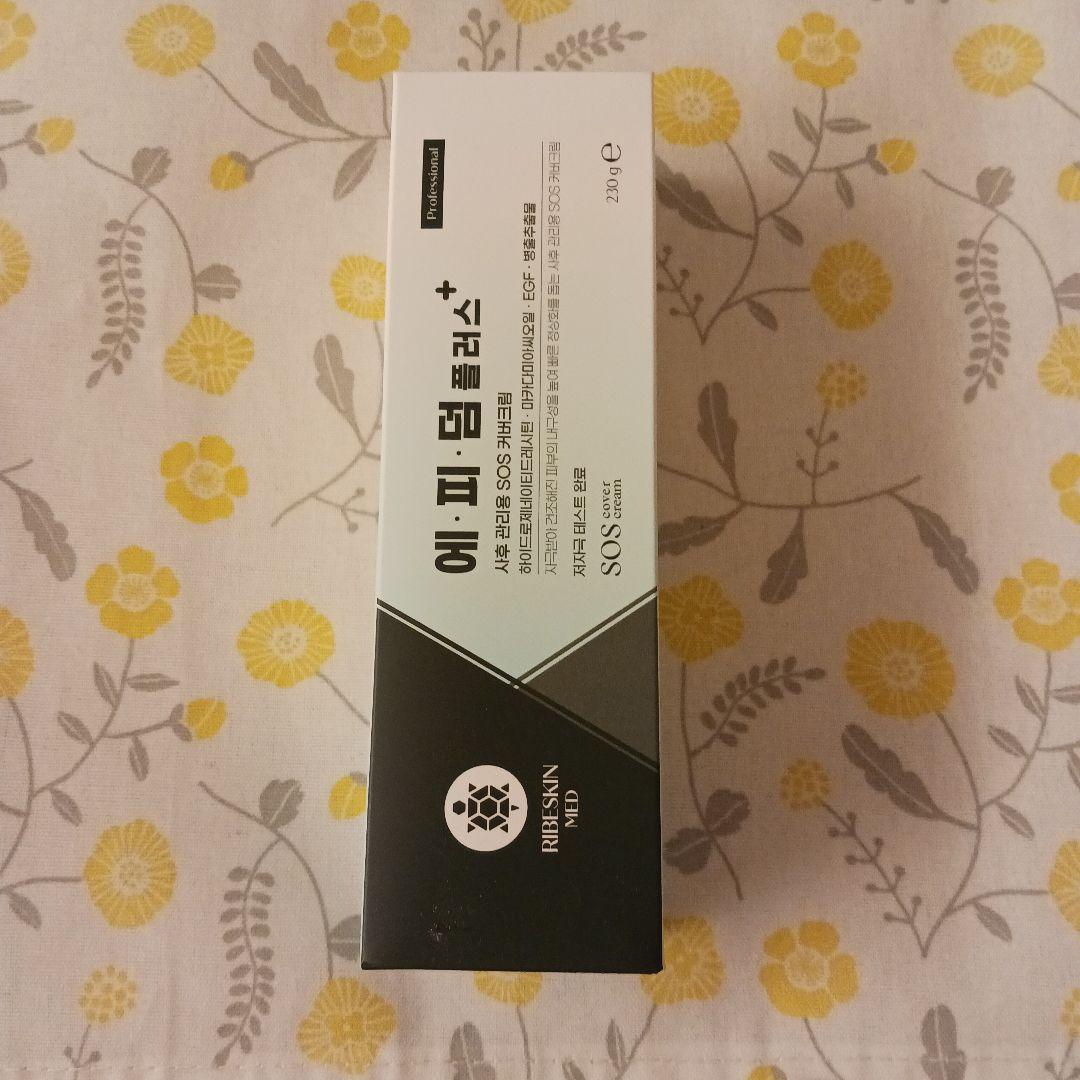 Professional
에·피·덤 플러스+
사후 관리용 SOS 커버크림
하이드로제네이티드레시틴 · 마카다미아씨오일 · EGF · 병풀추출물
자극받아 건조해진 피부의 내구성을 높여 빠른 정상화를 돕는 사후 관리용 SOS 커버크림
저자극 테스트 완료
SOS cover cream
230 g ℮
RIBESKIN
MED